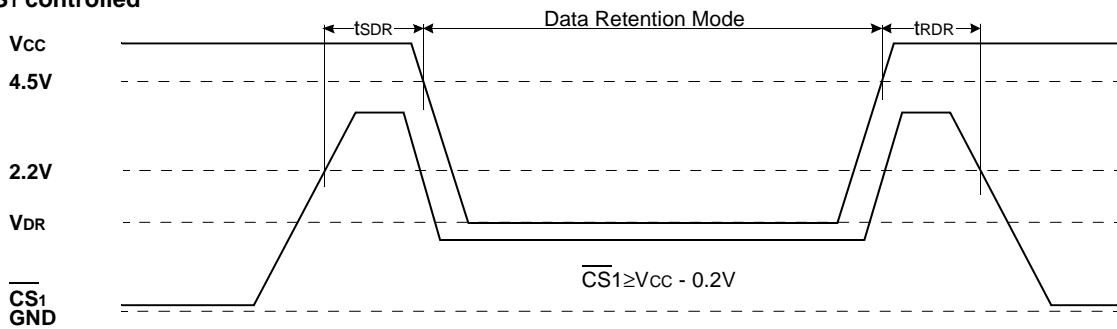 S1 controlled
tSDR Data Retention Mode tRDR
VCC
4.5V
2.2V
VDR
CS1≥VCC - 0.2V
CS1
GND